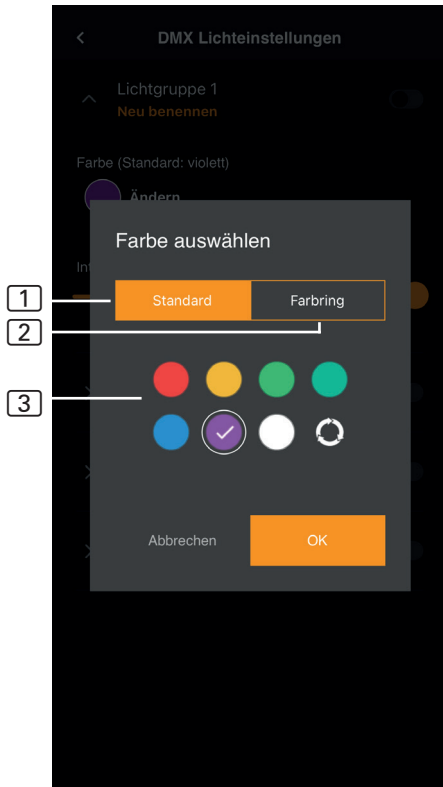 DMX Lichteinstellungen
Lichtgruppe 1
Neu benennen
Farbe (Standard: violett)
Ändern
Farbe auswählen
Int
1
Standard
Farbring
2
3
Abbrechen
OK